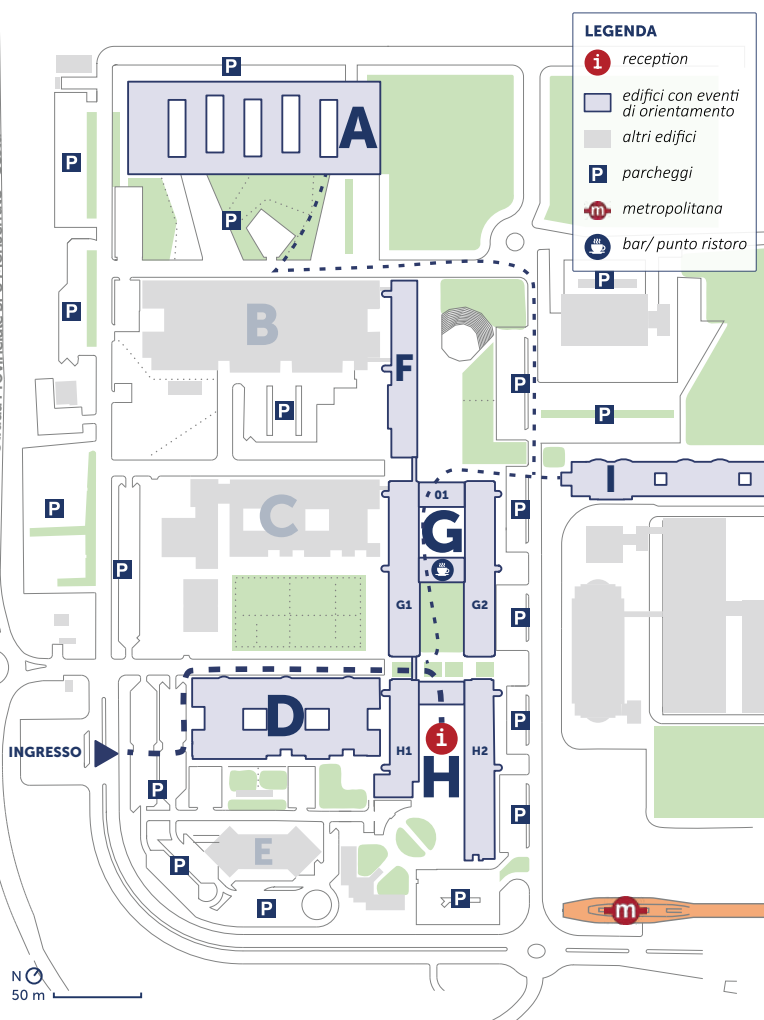 LEGENDA
i reception
edifici con eventi
di orientamento
altri edifici
P parcheggi
m metropolitana
bar/ punto ristoro
P
A
P
P
P
P
B
F
P
P
P
I
01
P
P
C
G
P
P
G1
G2
P
D
i
P
INGRESSO
H1
H2
H
P
P
E
P
P
P
m
N
50 m